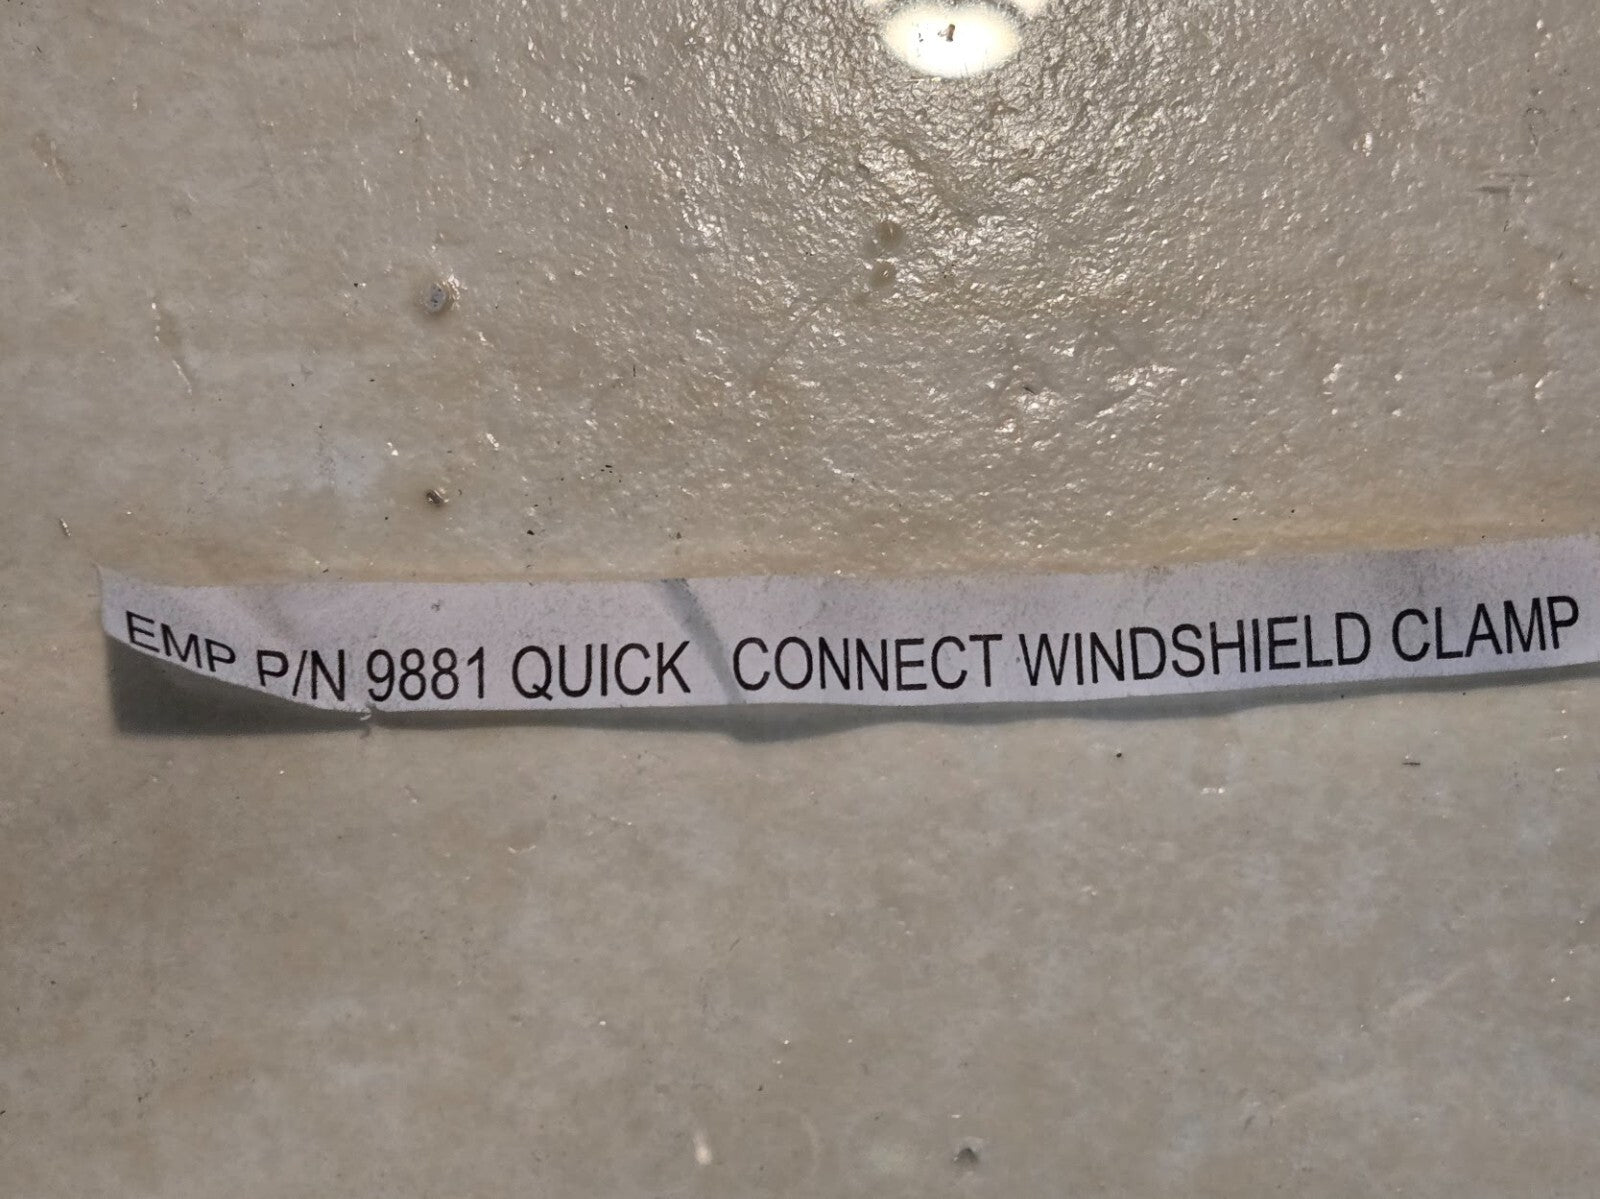 EMP P/N 9881 QUICK CONNECT WINDSHIELD CLAMP